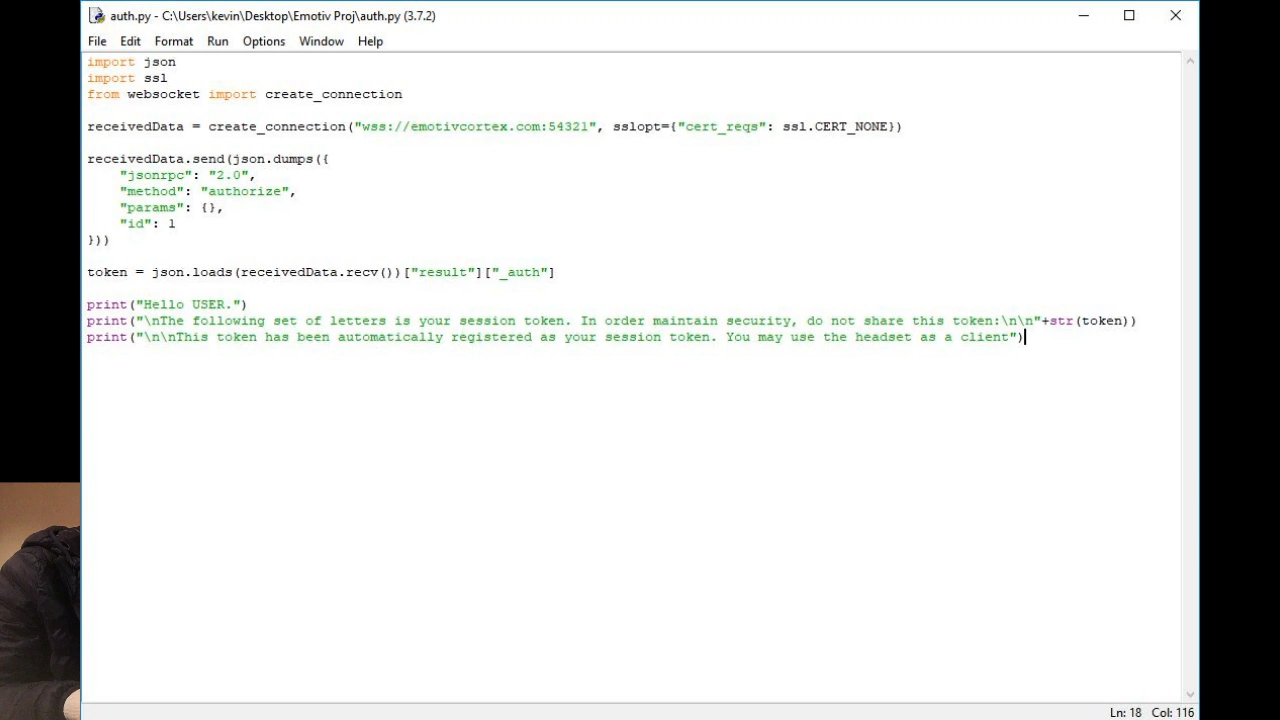 auth.py - C:\Users\kevin\Desktop\Emotiv Proj\auth.py (3.7.2)
File Edit Format Run Options Window Help
import json
import ssl
from websocket import create_connection
receivedData = create_connection("wss://emotivcortex.com:54321", sslopt={"cert_reqs": ssl.CERT_NONE})
receivedData.send(json.dumps({
    "jsonrpc": "2.0",
    "method": "authorize",
    "params": {},
    "id": 1
}))
token = json.loads(receivedData.recv())["result"]["_auth"]
print("Hello USER.")
print("\nThe following set of letters is your session token. In order maintain security, do not share this token:\n\n"+str(token))
print("\n\nThis token has been automatically registered as your session token. You may use the headset as a client")
Ln: 18 Col: 116